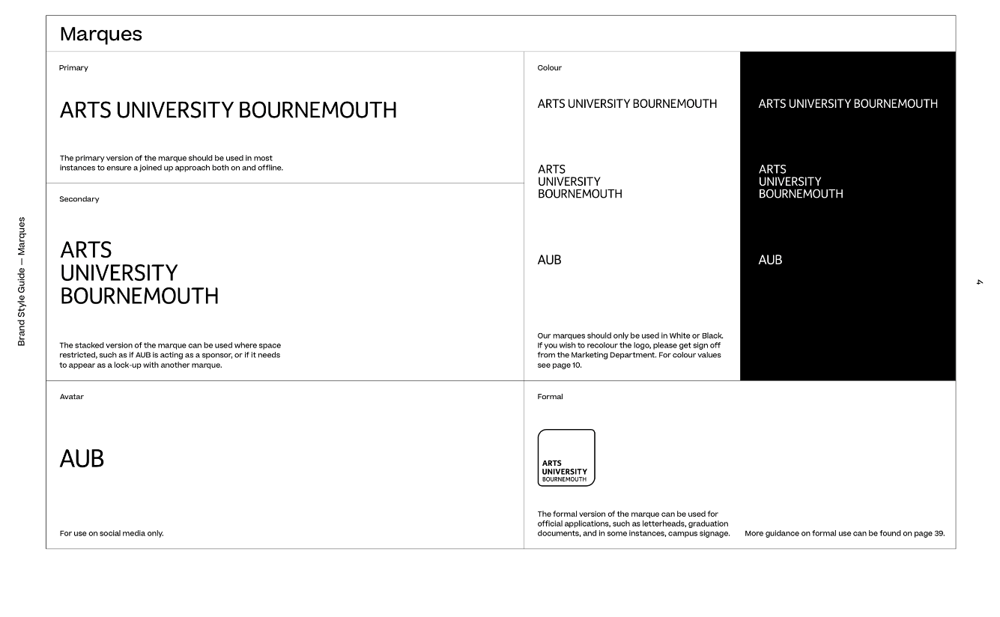 Marques
Primary
ARTS UNIVERSITY BOURNEMOUTH
The primary version of the marque should be used in most
instances to ensure a joined up approach both on and offline.
Secondary
ARTS
UNIVERSITY
BOURNEMOUTH
The stacked version of the marque can be used where space
restricted, such as if AUB is acting as a sponsor, or if it needs
to appear as a lock-up with another marque.
Colour
ARTS UNIVERSITY BOURNEMOUTH
ARTS
UNIVERSITY
BOURNEMOUTH
AUB
Our marques should only be used in White or Black.
If you wish to recolour the logo, please get sign off
from the Marketing Department. For colour values
see page 10.
ARTS UNIVERSITY BOURNEMOUTH
ARTS
UNIVERSITY
BOURNEMOUTH
AUB
Avatar
AUB
For use on social media only.
Formal
ARTS
UNIVERSITY
BOURNEMOUTH
The formal version of the marque can be used for
official applications, such as letterheads, graduation
documents, and in some instances, campus signage.
More guidance on formal use can be found on page 39.
Brand Style Guide — Marques
4